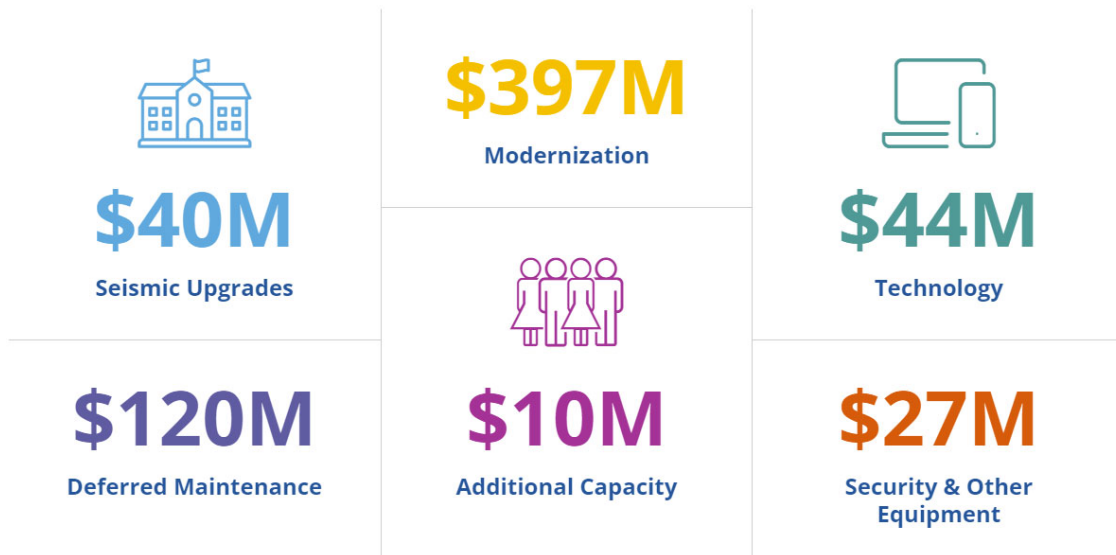 $40M
Seismic Upgrades
$120M
Deferred Maintenance
$397M
Modernization
$10M
Additional Capacity
$44M
Technology
$27M
Security & Other
Equipment